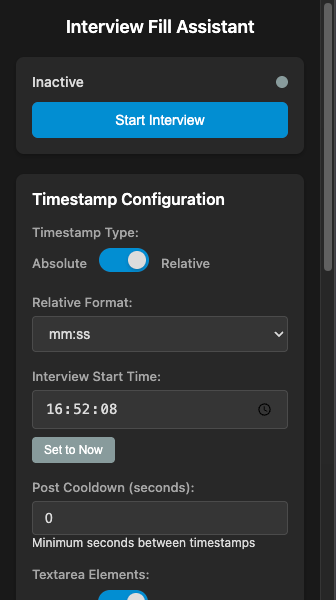 Interview Fill Assistant
Inactive
Start Interview
Timestamp Configuration
Timestamp Type:
Absolute Relative
Relative Format:
mm:ss
Interview Start Time:
16:52:08
Set to Now
Post Cooldown (seconds):
0
Minimum seconds between timestamps
Textarea Elements: